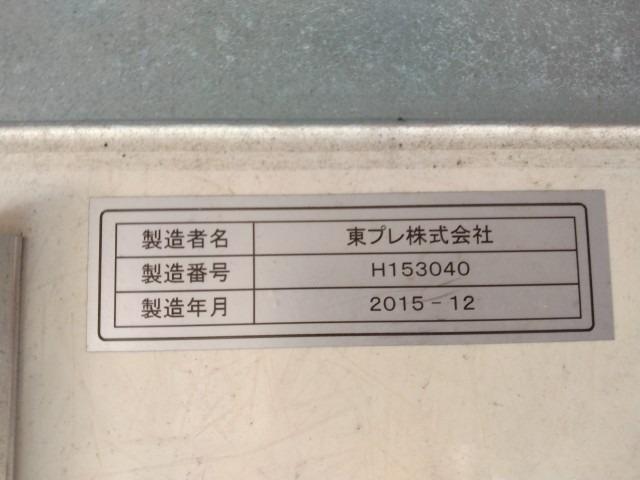 製造者名 東プレ株式会社
製造番号 H153040
製造年月 2015-12